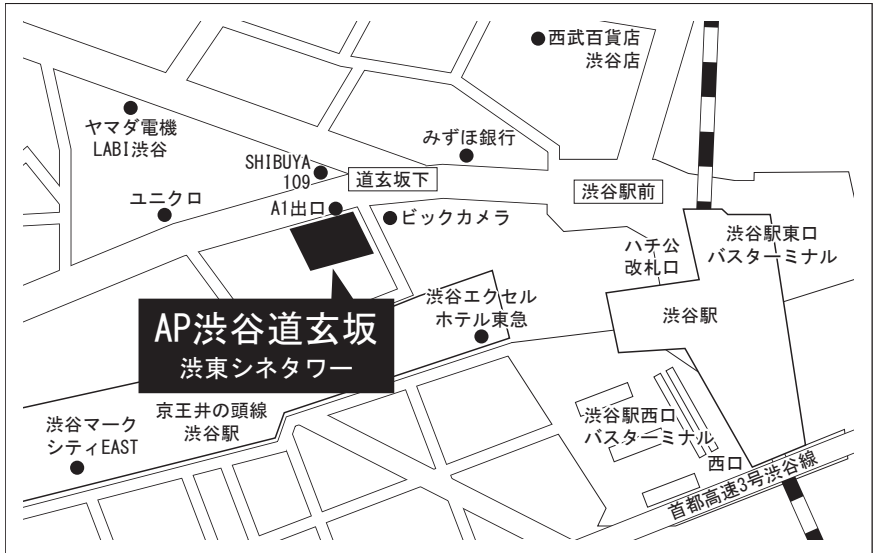 西武百貨店
渋谷店
ヤマダ電機
LABI渋谷
みずほ銀行
SHIBUYA
109
道玄坂下
渋谷駅前
ユニクロ
A1出口
ビックカメラ
ハチ公
改札口
渋谷駅東口
バスターミナル
渋谷エクセル
ホテル東急
渋谷駅
AP渋谷道玄坂
渋東シネタワー
京王井の頭線
渋谷駅
渋谷マーク
シティEAST
渋谷駅西口
バスターミナル
西口
首都高速3号渋谷線